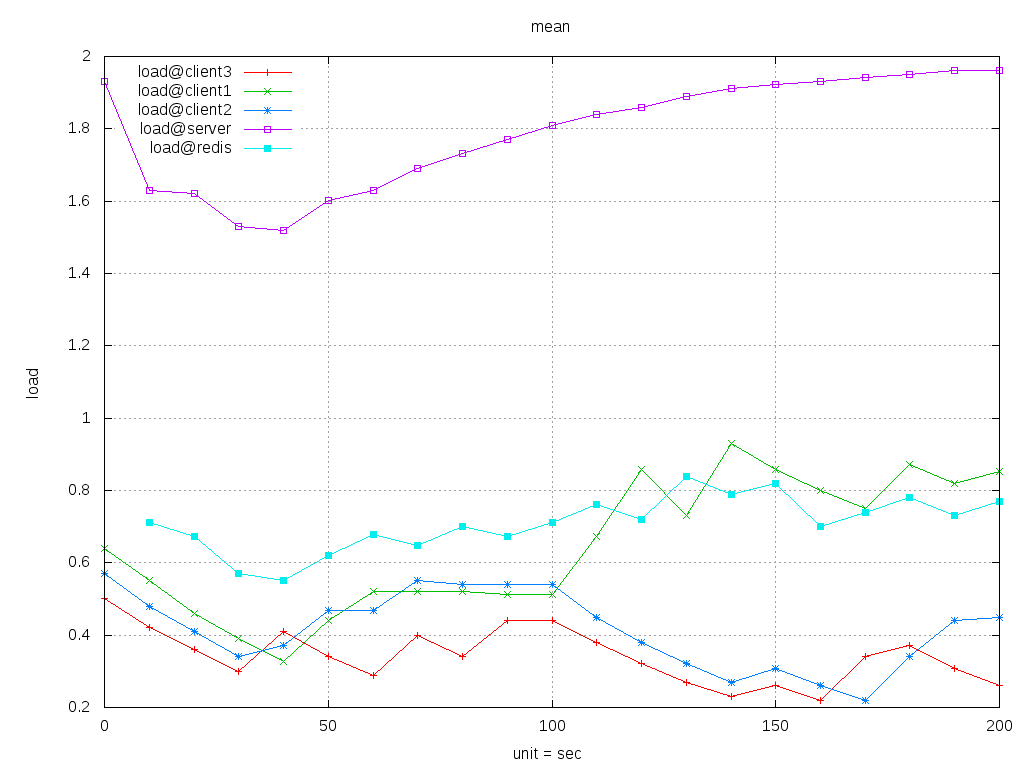 mean
2
1.8
1.6
1.4
1.2
1
0.8
0.6
0.4
0.2
load
load@client3
load@client1
load@client2
load@server
load@redis
0 50 100 150 200
unit = sec